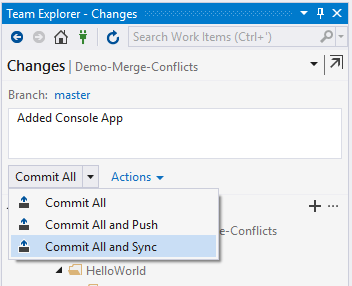 Team Explorer - Changes
Search Work Items (Ctrl+')
Changes | Demo-Merge-Conflicts
Branch: master
Added Console App
Commit All Actions
Commit All
Commit All and Push
e-Conflicts
Commit All and Sync
HelloWorld